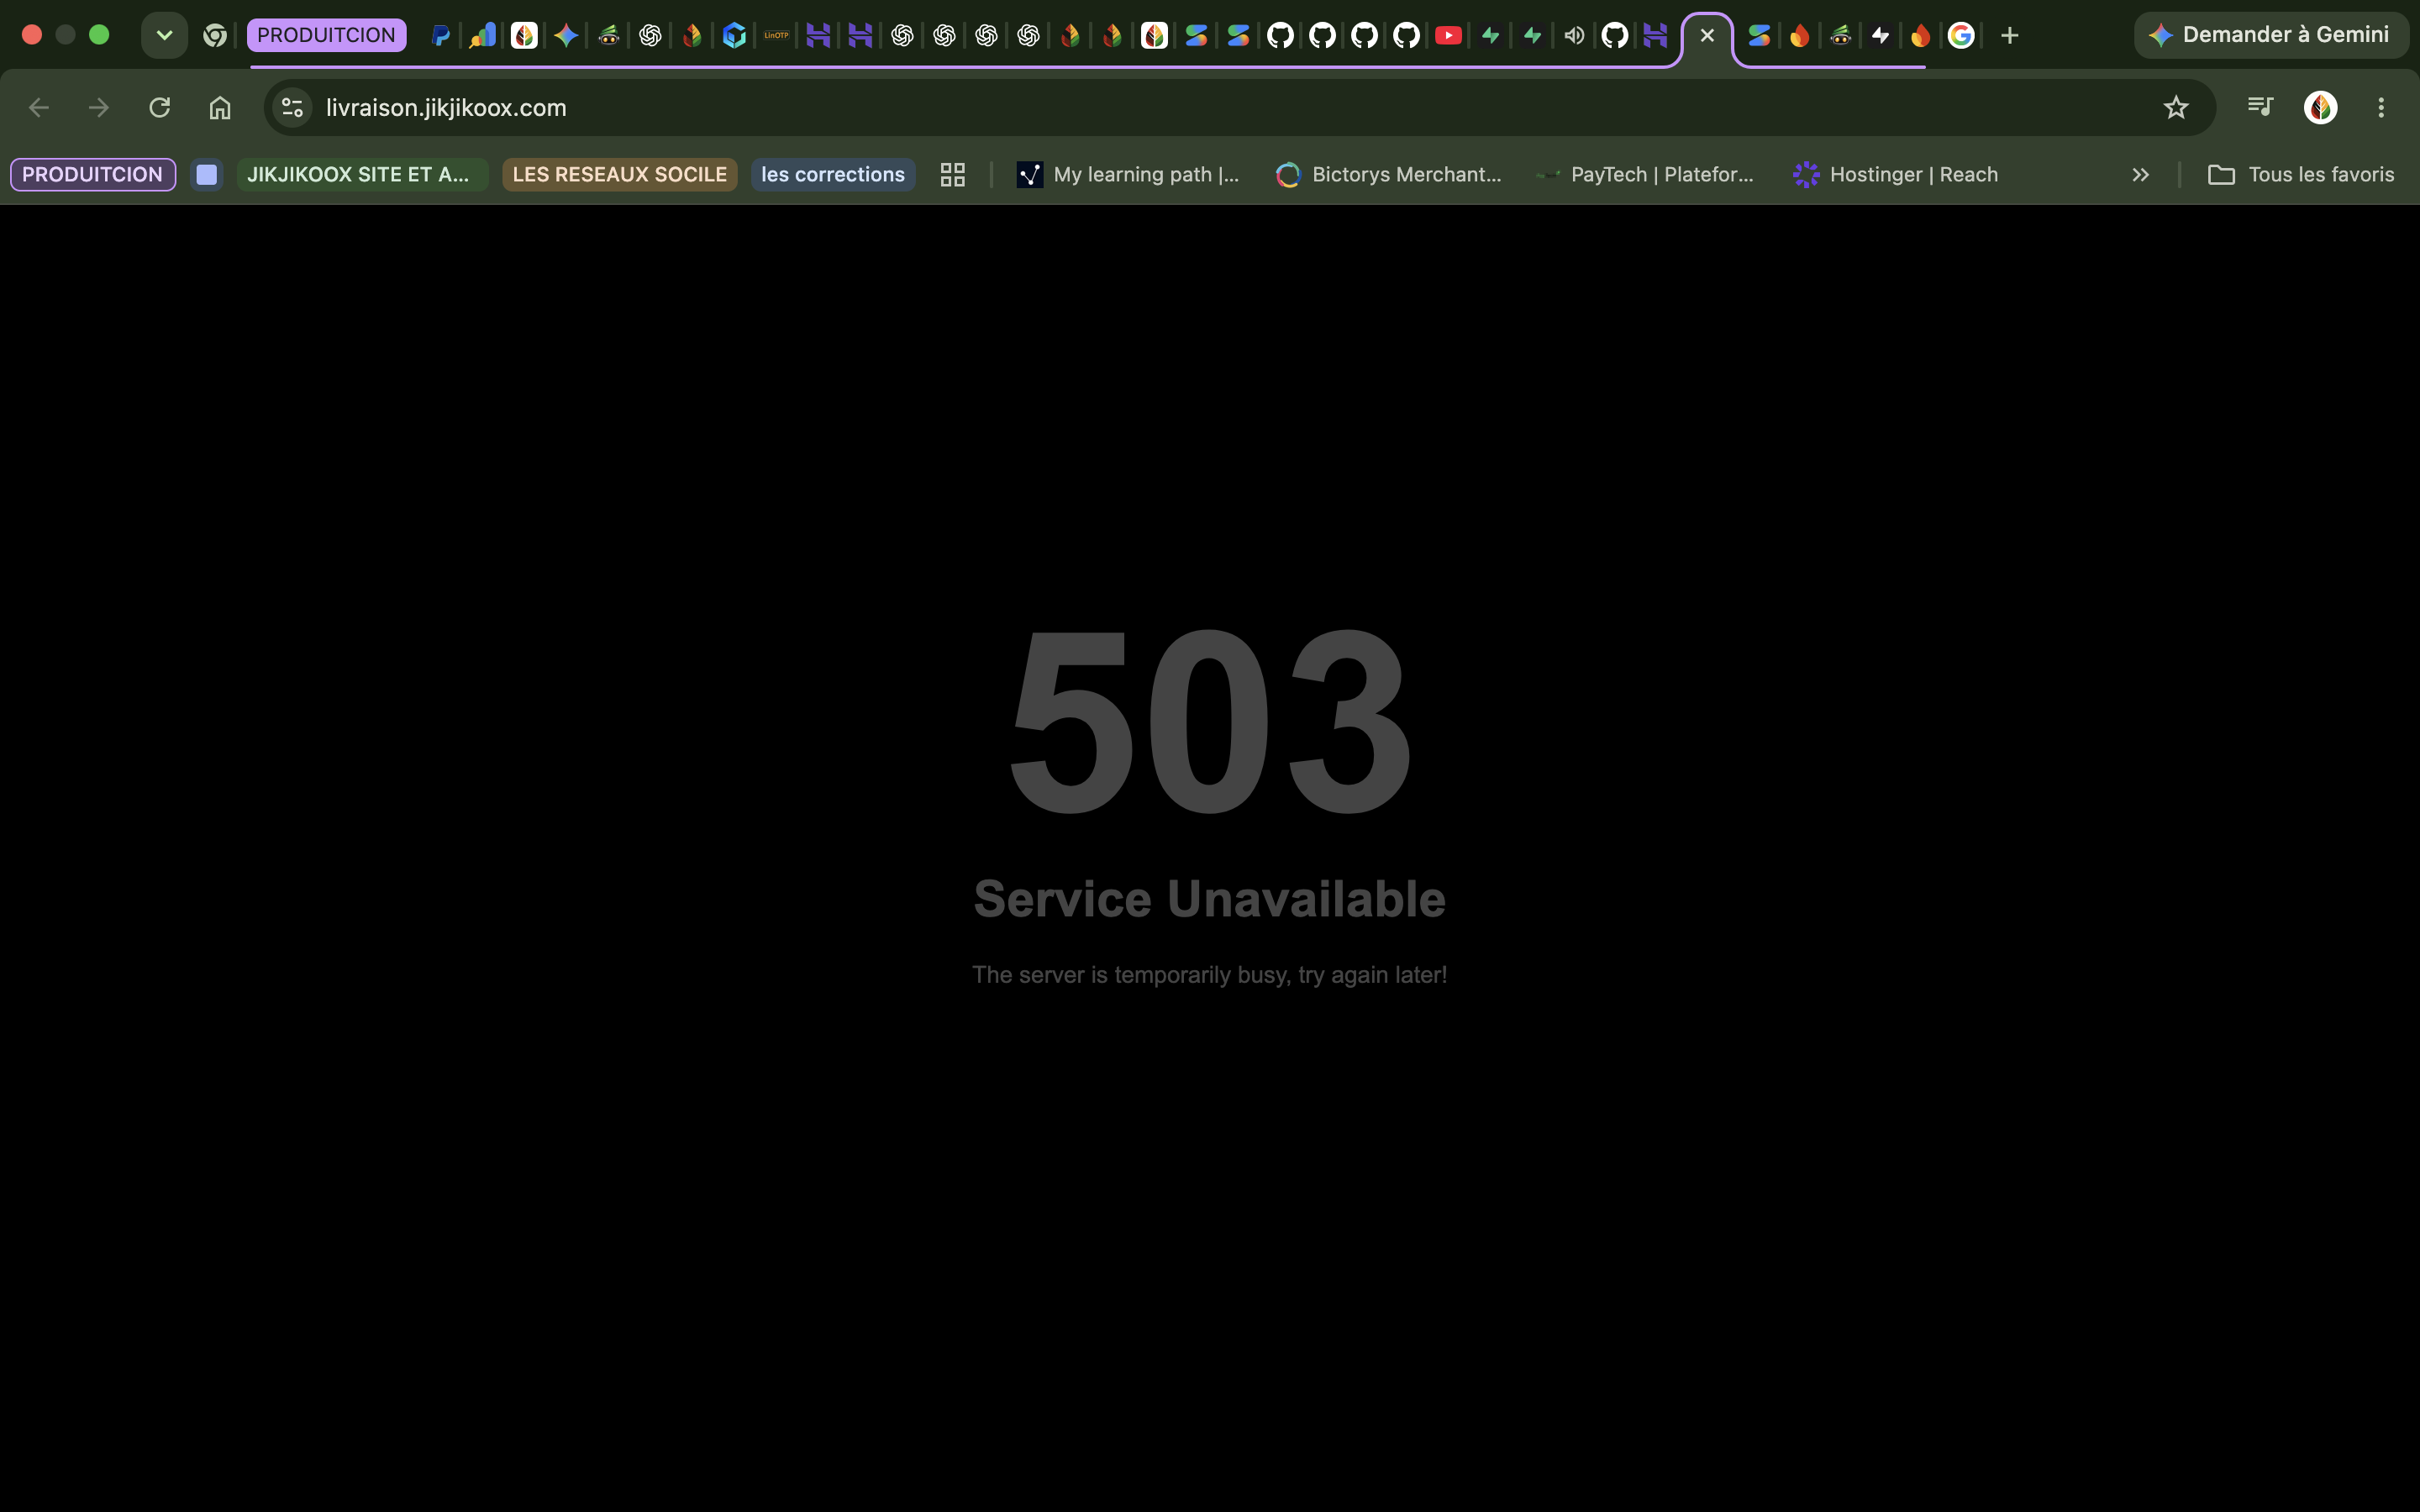 PRODUITCION
LinOTP
Demander à Gemini
livraison.jikjikoox.com
PRODUITCION
JIKJIKOOX SITE ET A...
LES RESEAUX SOCILE
les corrections
My learning path |...
Bictorys Merchant...
PayTech | Platefor...
Hostinger | Reach
Tous les favoris
503
Service Unavailable
The server is temporarily busy, try again later!